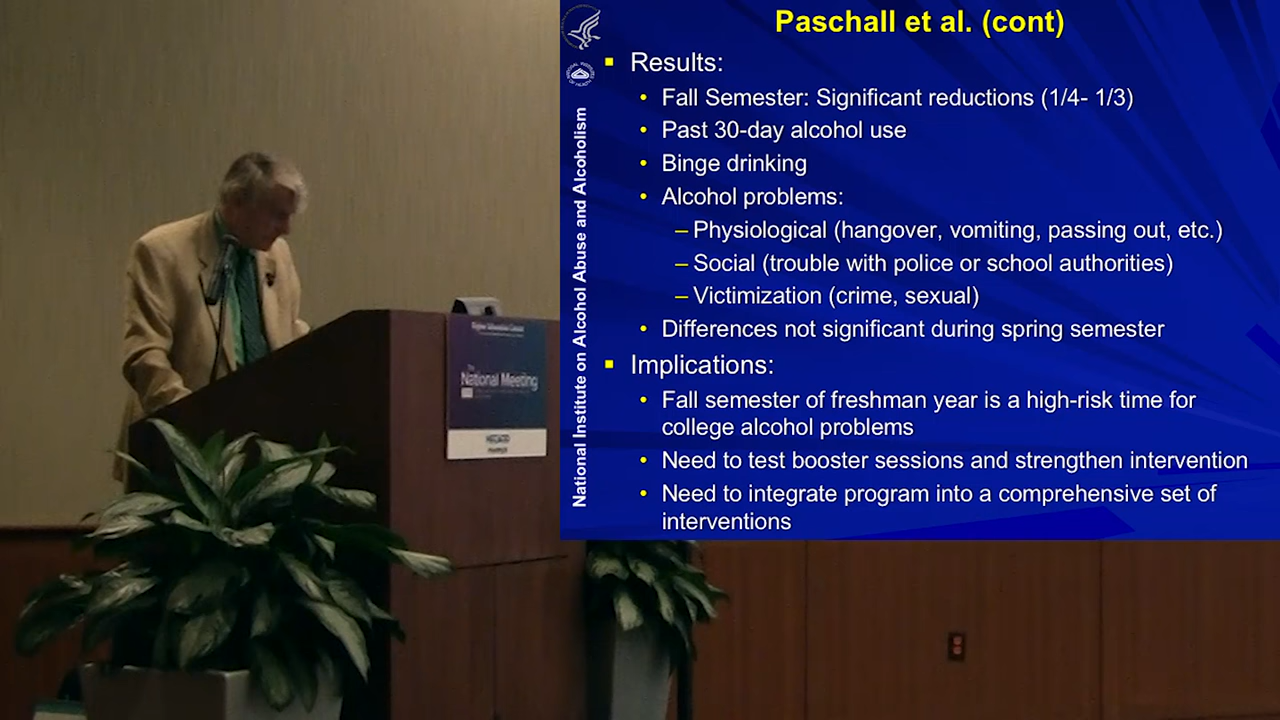 Paschall et al. (cont)
▪ Results:
• Fall Semester: Significant reductions (1/4- 1/3)
• Past 30-day alcohol use
• Binge drinking
• Alcohol problems:
– Physiological (hangover, vomiting, passing out, etc.)
– Social (trouble with police or school authorities)
– Victimization (crime, sexual)
• Differences not significant during spring semester
▪ Implications:
• Fall semester of freshman year is a high-risk time for
college alcohol problems
• Need to test booster sessions and strengthen intervention
• Need to integrate program into a comprehensive set of
interventions
National Institute on Alcohol Abuse and Alcoholism
Higher Education Center
The
National Meeting